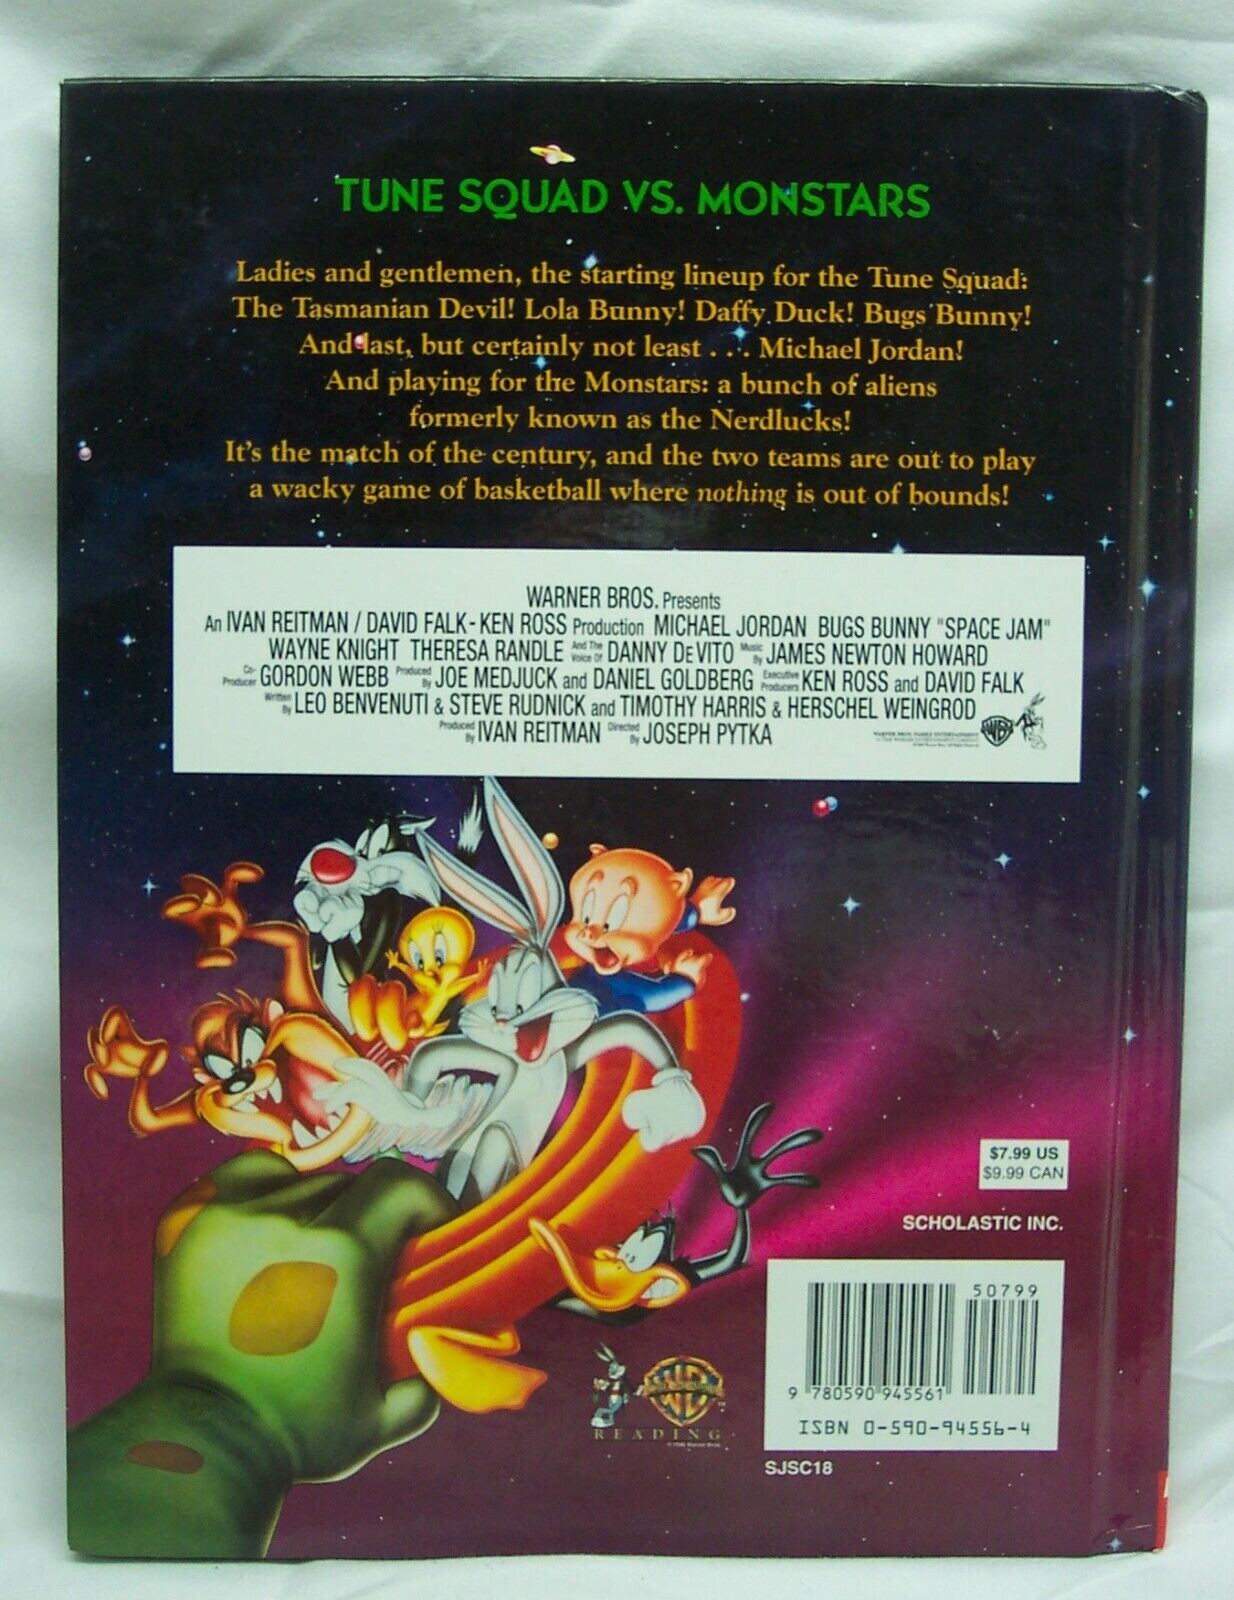 TUNE SQUAD VS. MONSTARS
Ladies and gentlemen, the starting lineup for the Tune Squad:
The Tasmanian Devil! Lola Bunny! Daffy Duck! Bugs Bunny!
And last, but certainly not least . . . Michael Jordan!
And playing for the Monstars: a bunch of aliens
formerly known as the Nerdlucks!
It's the match of the century, and the two teams are out to play
a wacky game of basketball where nothing is out of bounds!
WARNER BROS. Presents
An IVAN REITMAN / DAVID FALK - KEN ROSS Production MICHAEL JORDAN BUGS BUNNY "SPACE JAM"
WAYNE KNIGHT THERESA RANDLE And The Voice Of DANNY DeVITO Music By JAMES NEWTON HOWARD
Co-Producer GORDON WEBB Produced By JOE MEDJUCK and DANIEL GOLDBERG Executive Producers KEN ROSS and DAVID FALK
Written By LEO BENVENUTI & STEVE RUDNICK and TIMOTHY HARRIS & HERSCHEL WEINGROD
Produced By IVAN REITMAN Directed By JOSEPH PYTKA
WARNER BROS. FAMILY ENTERTAINMENT
$7.99 US
$9.99 CAN
SCHOLASTIC INC.
50799
9 780590 945561
ISBN 0-590-94556-4
SJSC18
READING